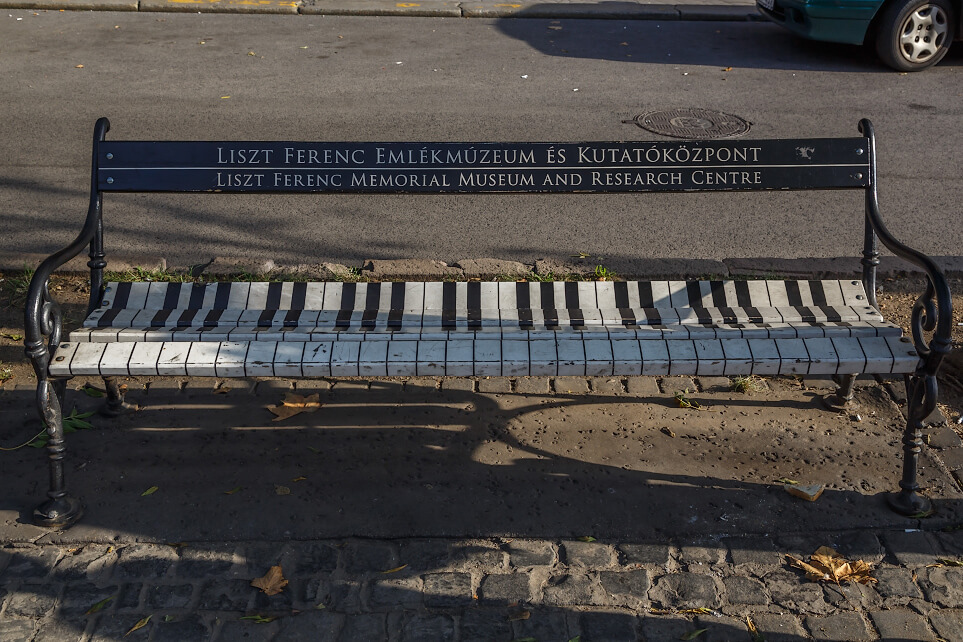 LISZT FERENC EMLÉKMÚZEUM ÉS KUTATÓKÖZPONT
LISZT FERENC MEMORIAL MUSEUM AND RESEARCH CENTRE